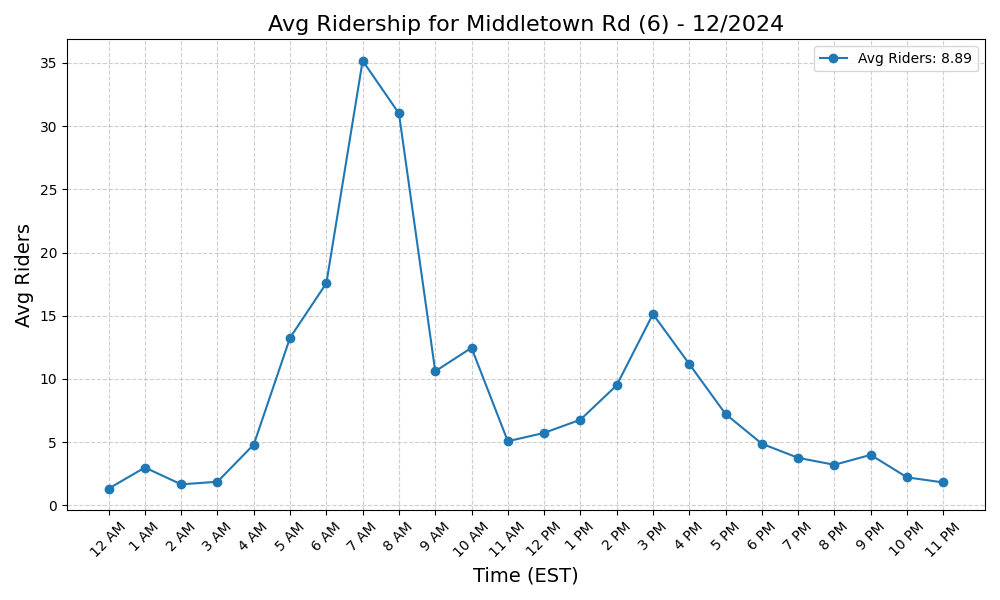 Avg Ridership for Middletown Rd (6) - 12/2024
Avg Riders: 8.89
Avg Riders
35
30
25
20
15
10
5
0
12 AM
1 AM
2 AM
3 AM
4 AM
5 AM
6 AM
7 AM
8 AM
9 AM
10 AM
11 AM
12 PM
1 PM
2 PM
3 PM
4 PM
5 PM
6 PM
7 PM
8 PM
9 PM
10 PM
11 PM
Time (EST)